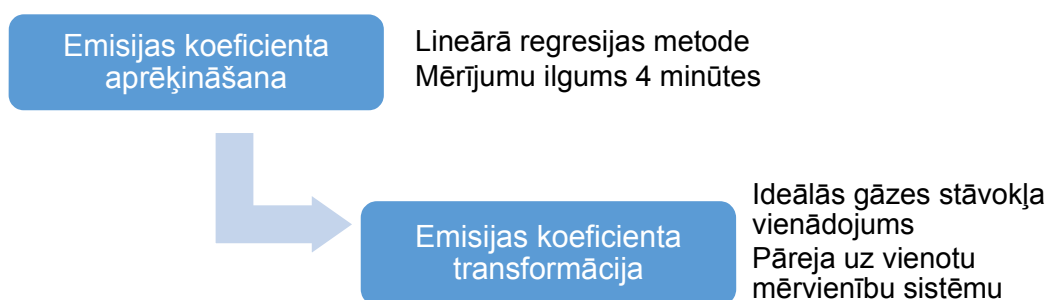 Emisijas koeficienta
aprēķināšana
Lineārā regresijas metode
Mērījumu ilgums 4 minūtes
Emisijas koeficienta
transformācija
Ideālās gāzes stāvokļa
vienādojums
Pāreja uz vienotu
mērvienību sistēmu